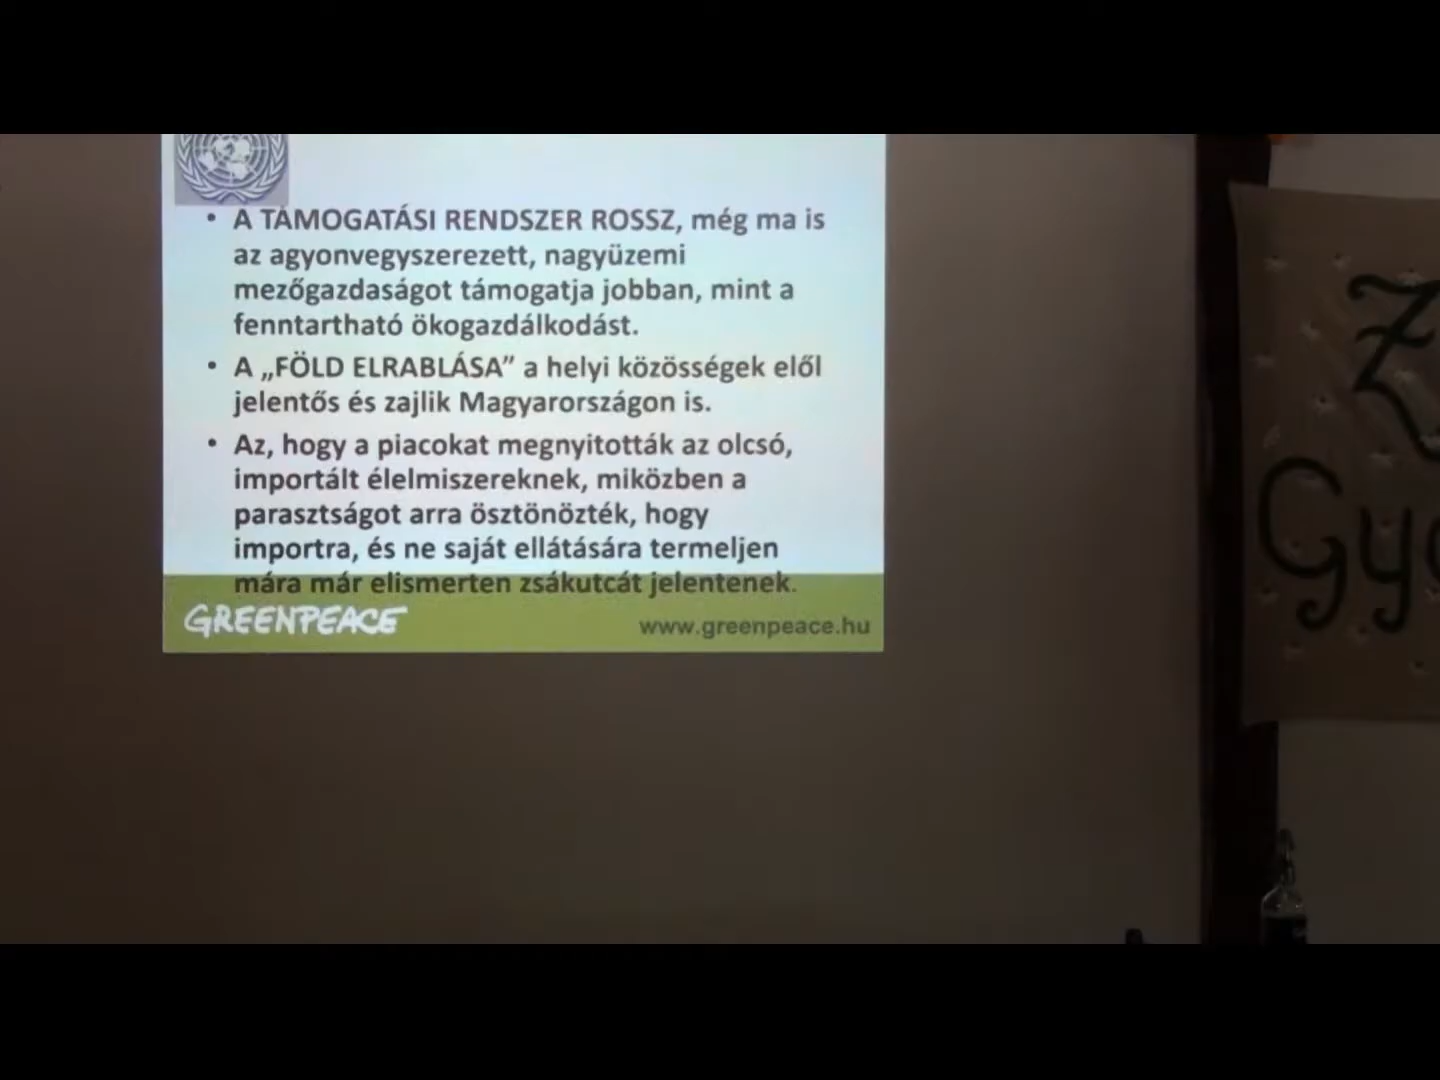 • A TÁMOGATÁSI RENDSZER ROSSZ, még ma is
az agyonvegyszerezett, nagyüzemi
mezőgazdaságot támogatja jobban, mint a
fenntartható ökogazdálkodást.
• A „FÖLD ELRABLÁSA” a helyi közösségek elől
jelentős és zajlik Magyarországon is.
• Az, hogy a piacokat megnyitották az olcsó,
importált élelmiszereknek, miközben a
parasztságot arra ösztönözték, hogy
importra, és ne saját ellátására termeljen
mára már elismerten zsákutcát jelentenek.
GREENPEACE
www.greenpeace.hu
Z
Gy